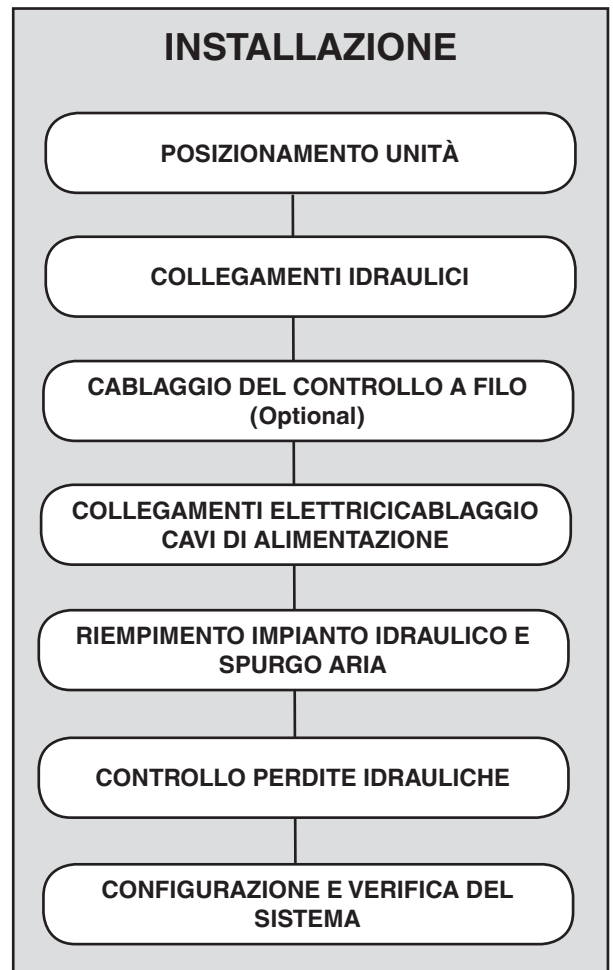 INSTALLAZIONE
POSIZIONAMENTO UNITÀ
COLLEGAMENTI IDRAULICI
CABLAGGIO DEL CONTROLLO A FILO
(Optional)
COLLEGAMENTI ELETTRICICABLAGGIO
CAVI DI ALIMENTAZIONE
RIEMPIMENTO IMPIANTO IDRAULICO E
SPURGO ARIA
CONTROLLO PERDITE IDRAULICHE
CONFIGURAZIONE E VERIFICA DEL
SISTEMA